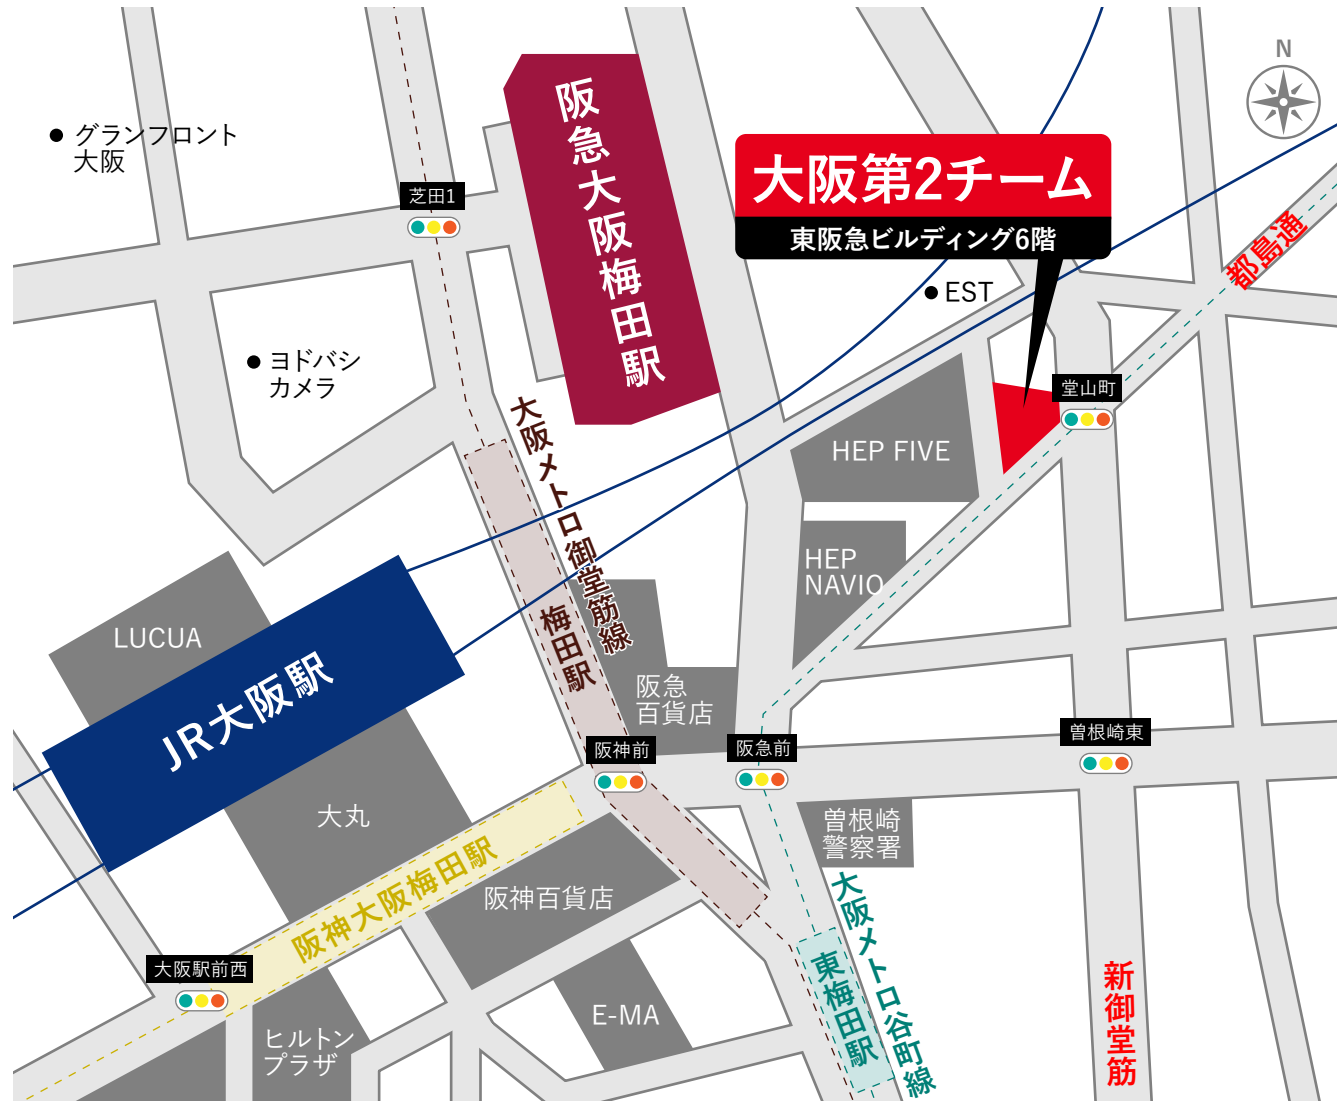 N
グランフロント
大阪
芝田1
阪急大阪梅田駅
大阪第2チーム
東阪急ビルディング6階
都島通
EST
ヨドバシ
カメラ
堂山町
大阪メトロ御堂筋線
HEP FIVE
HEP
NAVIO
梅田駅
LUCUA
JR大阪駅
阪急
百貨店
阪神前
阪急前
曽根崎東
大丸
曽根崎
警察署
阪神大阪梅田駅
阪神百貨店
大阪メトロ谷町線
東梅田駅
大阪駅前西
新御堂筋
E-MA
ヒルトン
プラザ